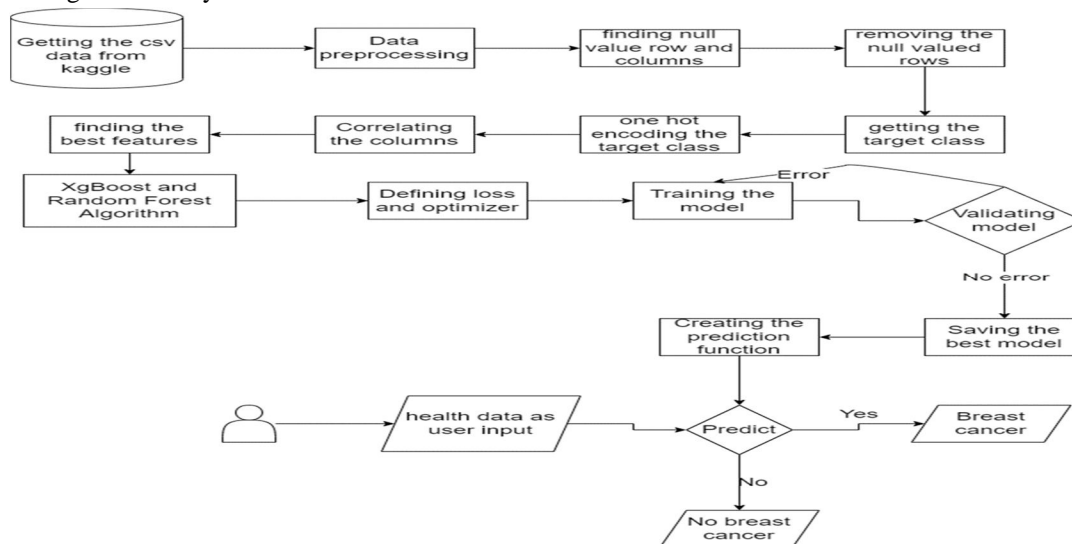 Getting the csv
data from
kaggle
Data
preprocessing
finding null
value row and
columns
removing the
null valued
rows
finding the
best features
Correlating
the columns
one hot
encoding the
target class
getting the
target class
XgBoost and
Random Forest
Algorithm
Defining loss
and optimizer
Training the
model
Error
Validating
model
No error
Creating the
prediction
function
Saving the
best model
health data as
user input
Predict
Yes
Breast
cancer
No
No breast
cancer